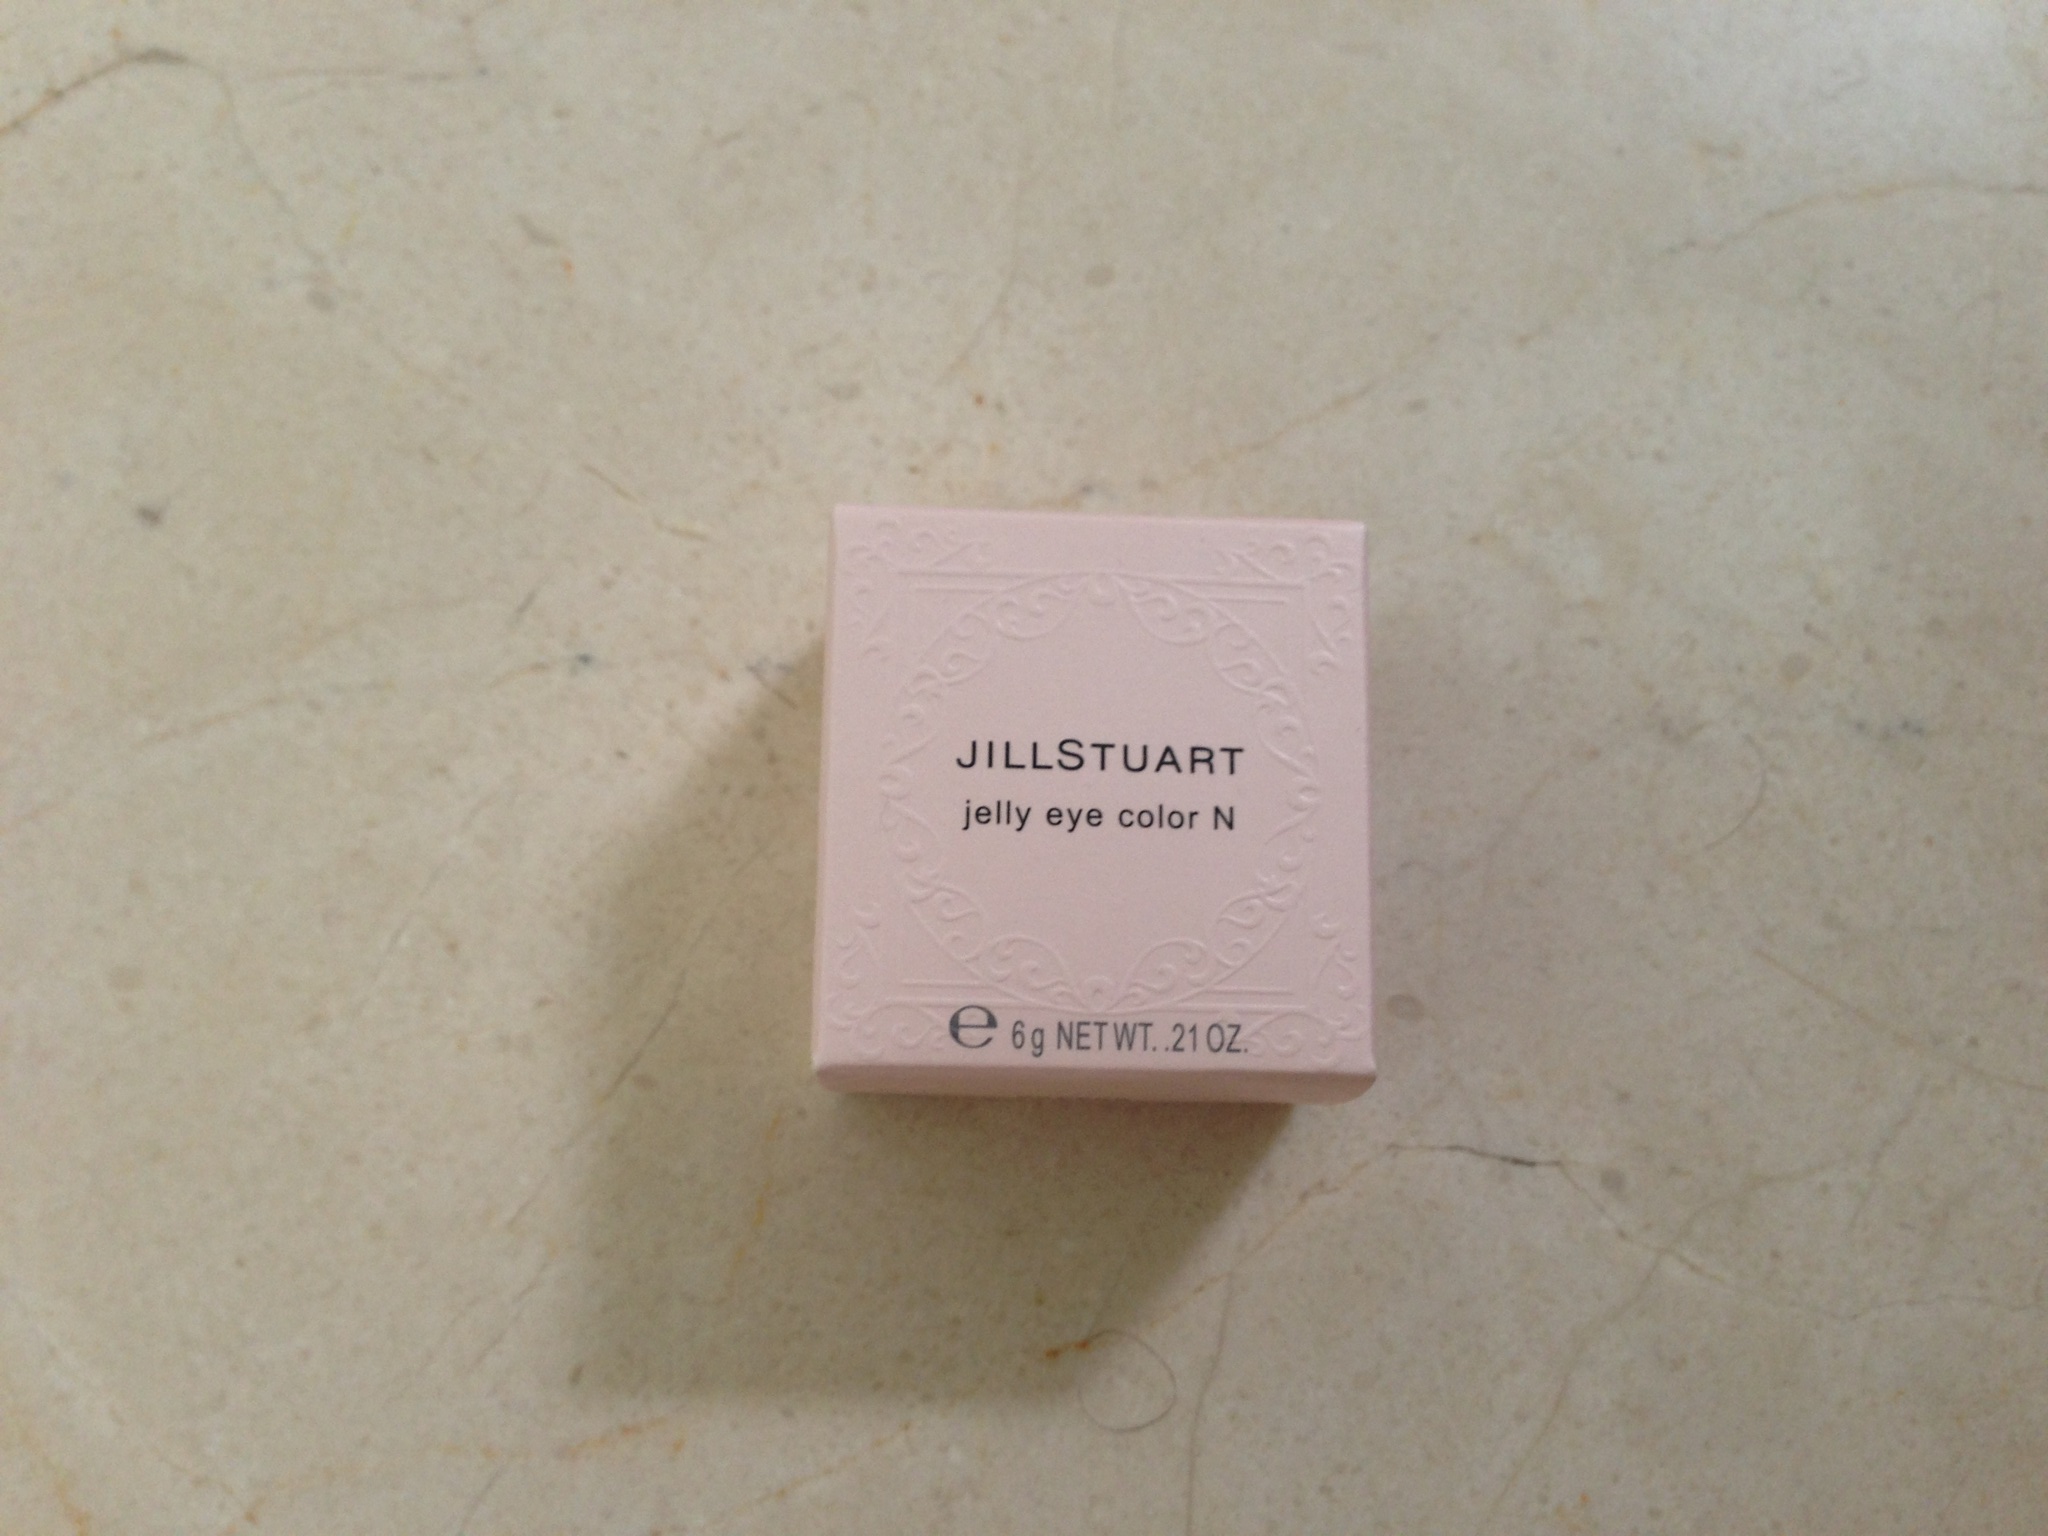 JILLSTUART
jelly eye color N
℮ 6g NET WT. .21 OZ.